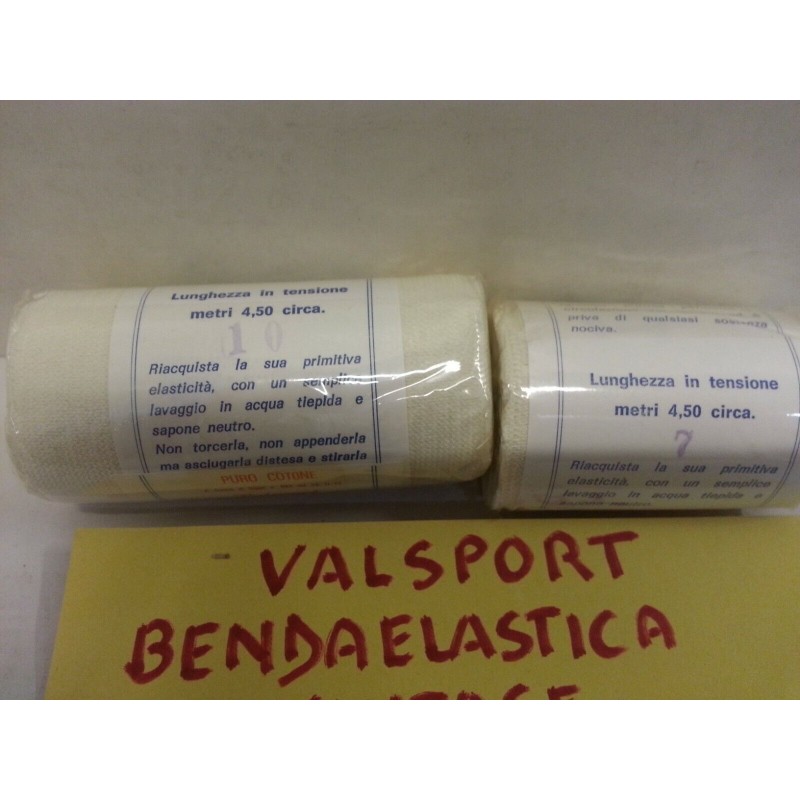 Lunghezza in tensione
metri 4,50 circa.
10
Riacquista la sua primitiva
elasticità, con un semplice
lavaggio in acqua tiepida e
sapone neutro.
Non torcerla, non appenderla
ma asciugarla distesa e stirarla
PURO COTONE
priva di qualsiasi sostanza
nociva.
Lunghezza in tensione
metri 4,50 circa.
7
Riacquista la sua primitiva
elasticità, con un semplice
lavaggio in acqua tiepida e
VALSPORT
BENDA ELASTICA